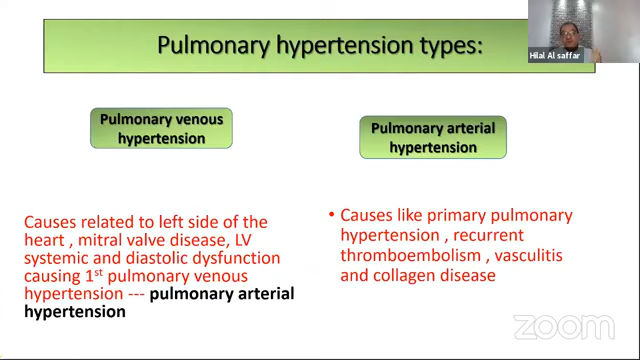 Pulmonary hypertension types:
Hilal Al saffar
Pulmonary venous
hypertension
Pulmonary arterial
hypertension
Causes related to left side of the
heart , mitral valve disease, LV
systemic and diastolic dysfunction
causing 1st pulmonary venous
hypertension --- pulmonary arterial
hypertension
• Causes like primary pulmonary
hypertension , recurrent
thromboembolism , vasculitis
and collagen disease
zoom